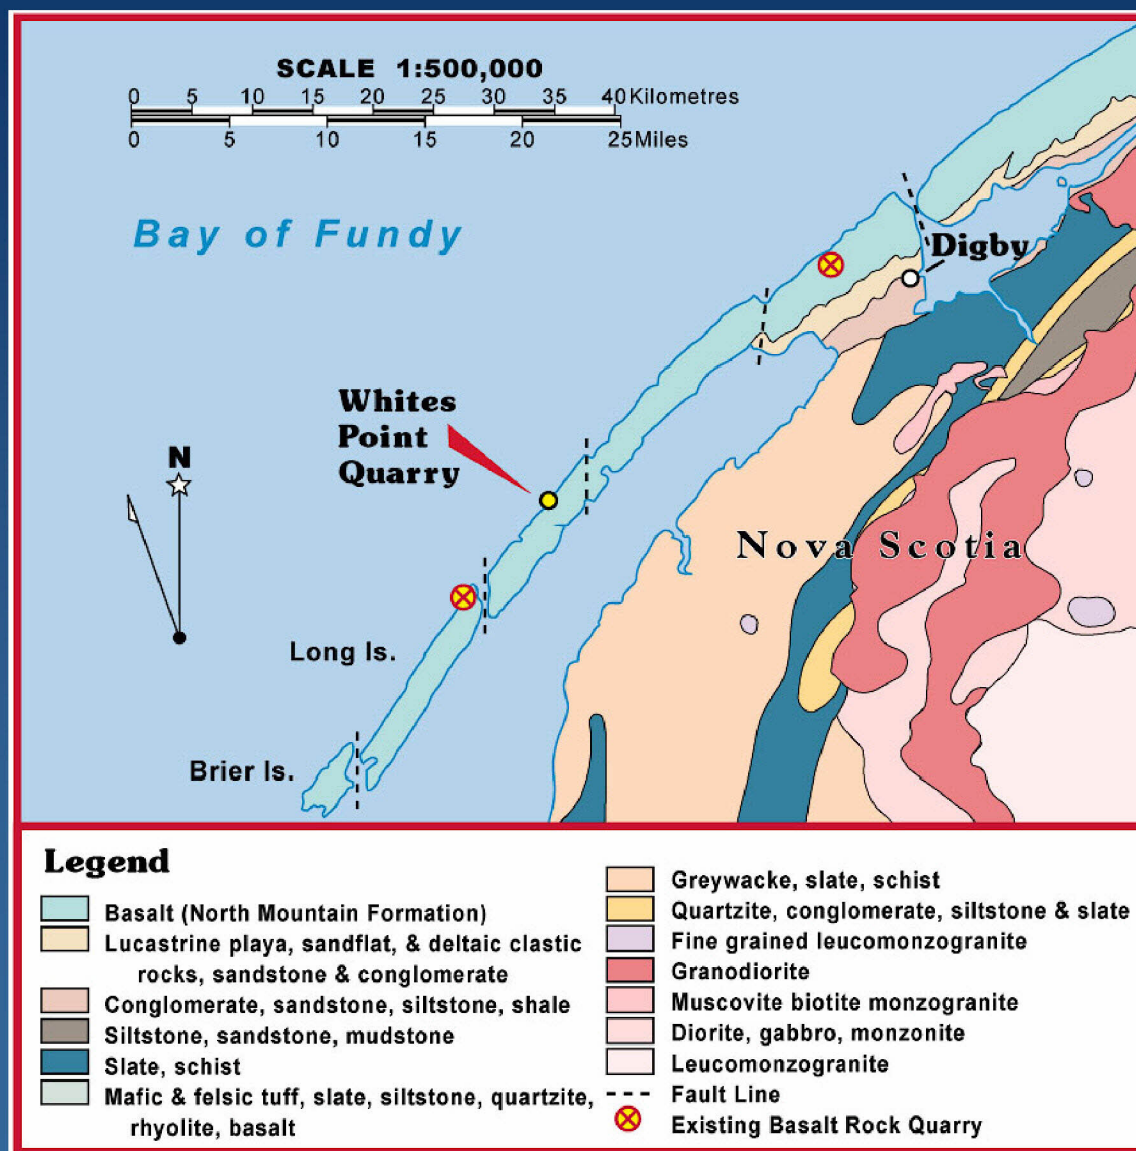 SCALE 1:500,000
0 5 10 15 20 25 30 35 40 Kilometres
0 5 10 15 20 25 Miles
Bay of Fundy
Digby
Whites
Point
Quarry
N
Nova Scotia
Long Is.
Brier Is.
Legend
Basalt (North Mountain Formation)
Lucastrine playa, sandflat, & deltaic clastic
rocks, sandstone & conglomerate
Conglomerate, sandstone, siltstone, shale
Siltstone, sandstone, mudstone
Slate, schist
Mafic & felsic tuff, slate, siltstone, quartzite,
rhyolite, basalt
Greywacke, slate, schist
Quartzite, conglomerate, siltstone & slate
Fine grained leucomonzogranite
Granodiorite
Muscovite biotite monzogranite
Diorite, gabbro, monzonite
Leucomonzogranite
Fault Line
Existing Basalt Rock Quarry